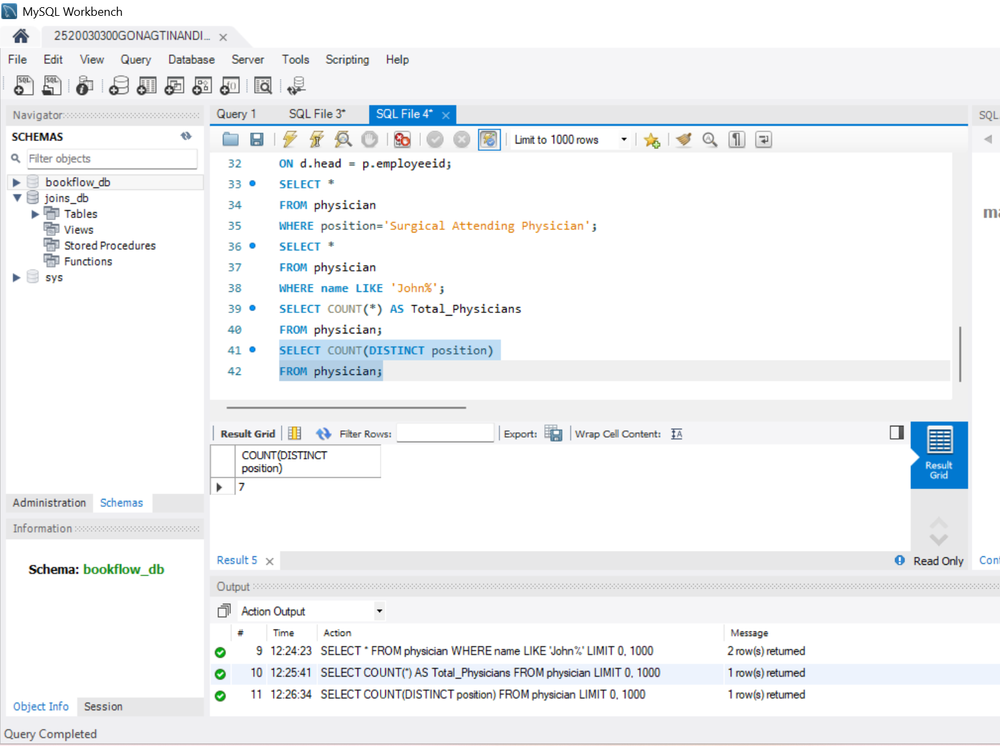 MySQL Workbench
2520030300GONAGTINANDI...
File Edit View Query Database Server Tools Scripting Help
Navigator
SCHEMAS
Filter objects
bookflow_db
joins_db
Tables
Views
Stored Procedures
Functions
sys
Administration Schemas
Information
Schema: bookflow_db
Object Info Session
Query 1 SQL File 3* SQL File 4*
Limit to 1000 rows
32 ON d.head = p.employeeid;
33 SELECT *
34 FROM physician
35 WHERE position='Surgical Attending Physician';
36 SELECT *
37 FROM physician
38 WHERE name LIKE 'John%';
39 SELECT COUNT(*) AS Total_Physicians
40 FROM physician;
41 SELECT COUNT(DISTINCT position)
42 FROM physician;
Result Grid Filter Rows: Export: Wrap Cell Content:
COUNT(DISTINCT
position)
7
Result
Grid
Result 5
Read Only
Output
Action Output
# Time Action Message
9 12:24:23 SELECT * FROM physician WHERE name LIKE 'John%' LIMIT 0, 1000 2 row(s) returned
10 12:25:41 SELECT COUNT(*) AS Total_Physicians FROM physician LIMIT 0, 1000 1 row(s) returned
11 12:26:34 SELECT COUNT(DISTINCT position) FROM physician LIMIT 0, 1000 1 row(s) returned
SQL
Query Completed